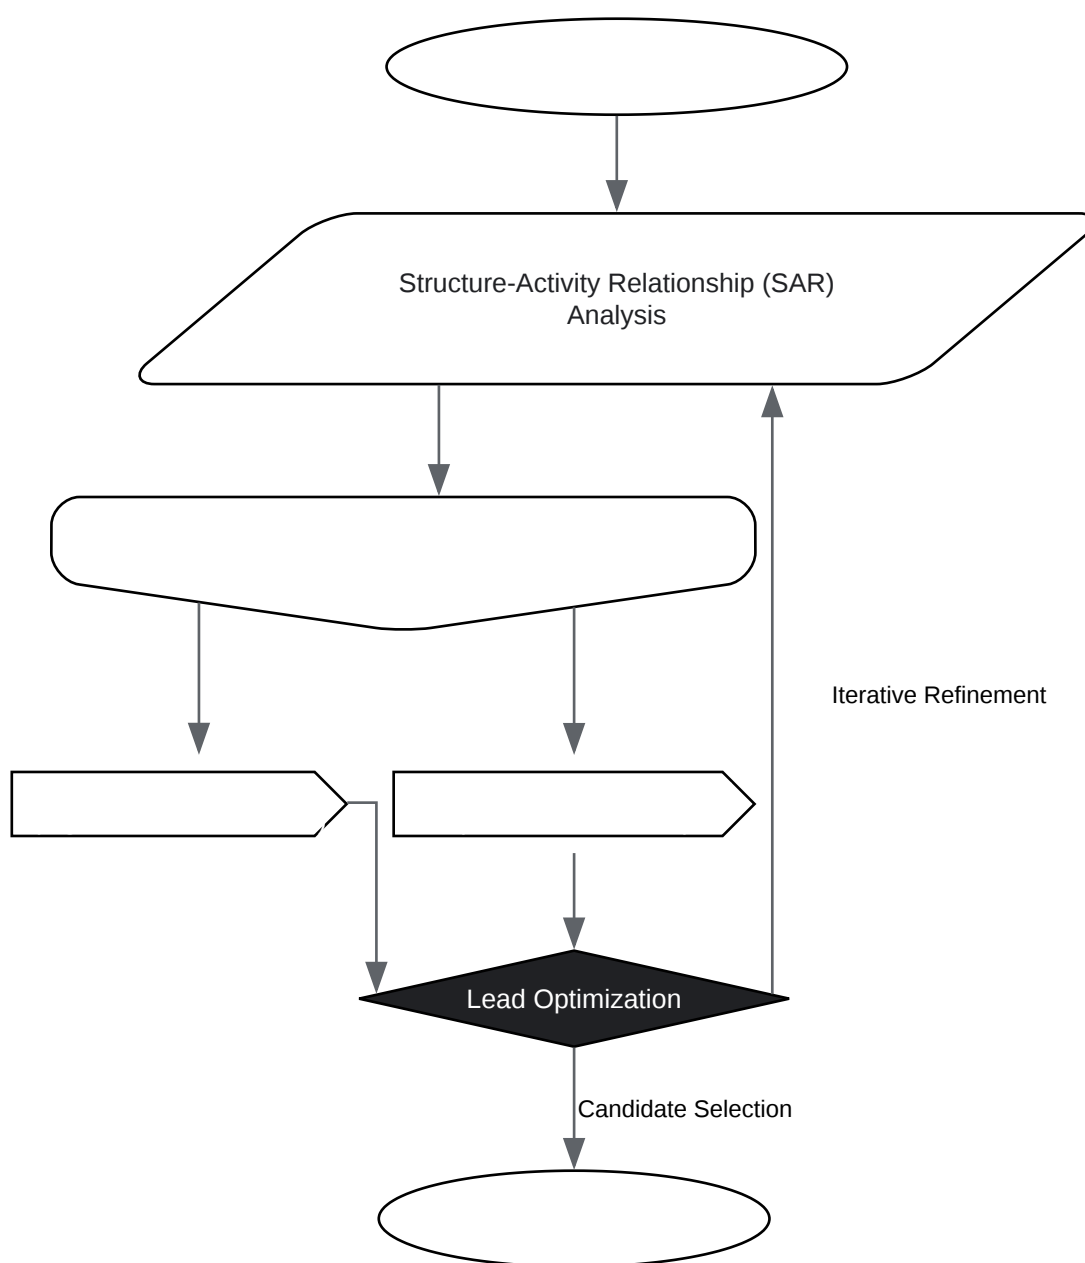 Structure-Activity Relationship (SAR)
Analysis
Iterative Refinement
Lead Optimization
Candidate Selection